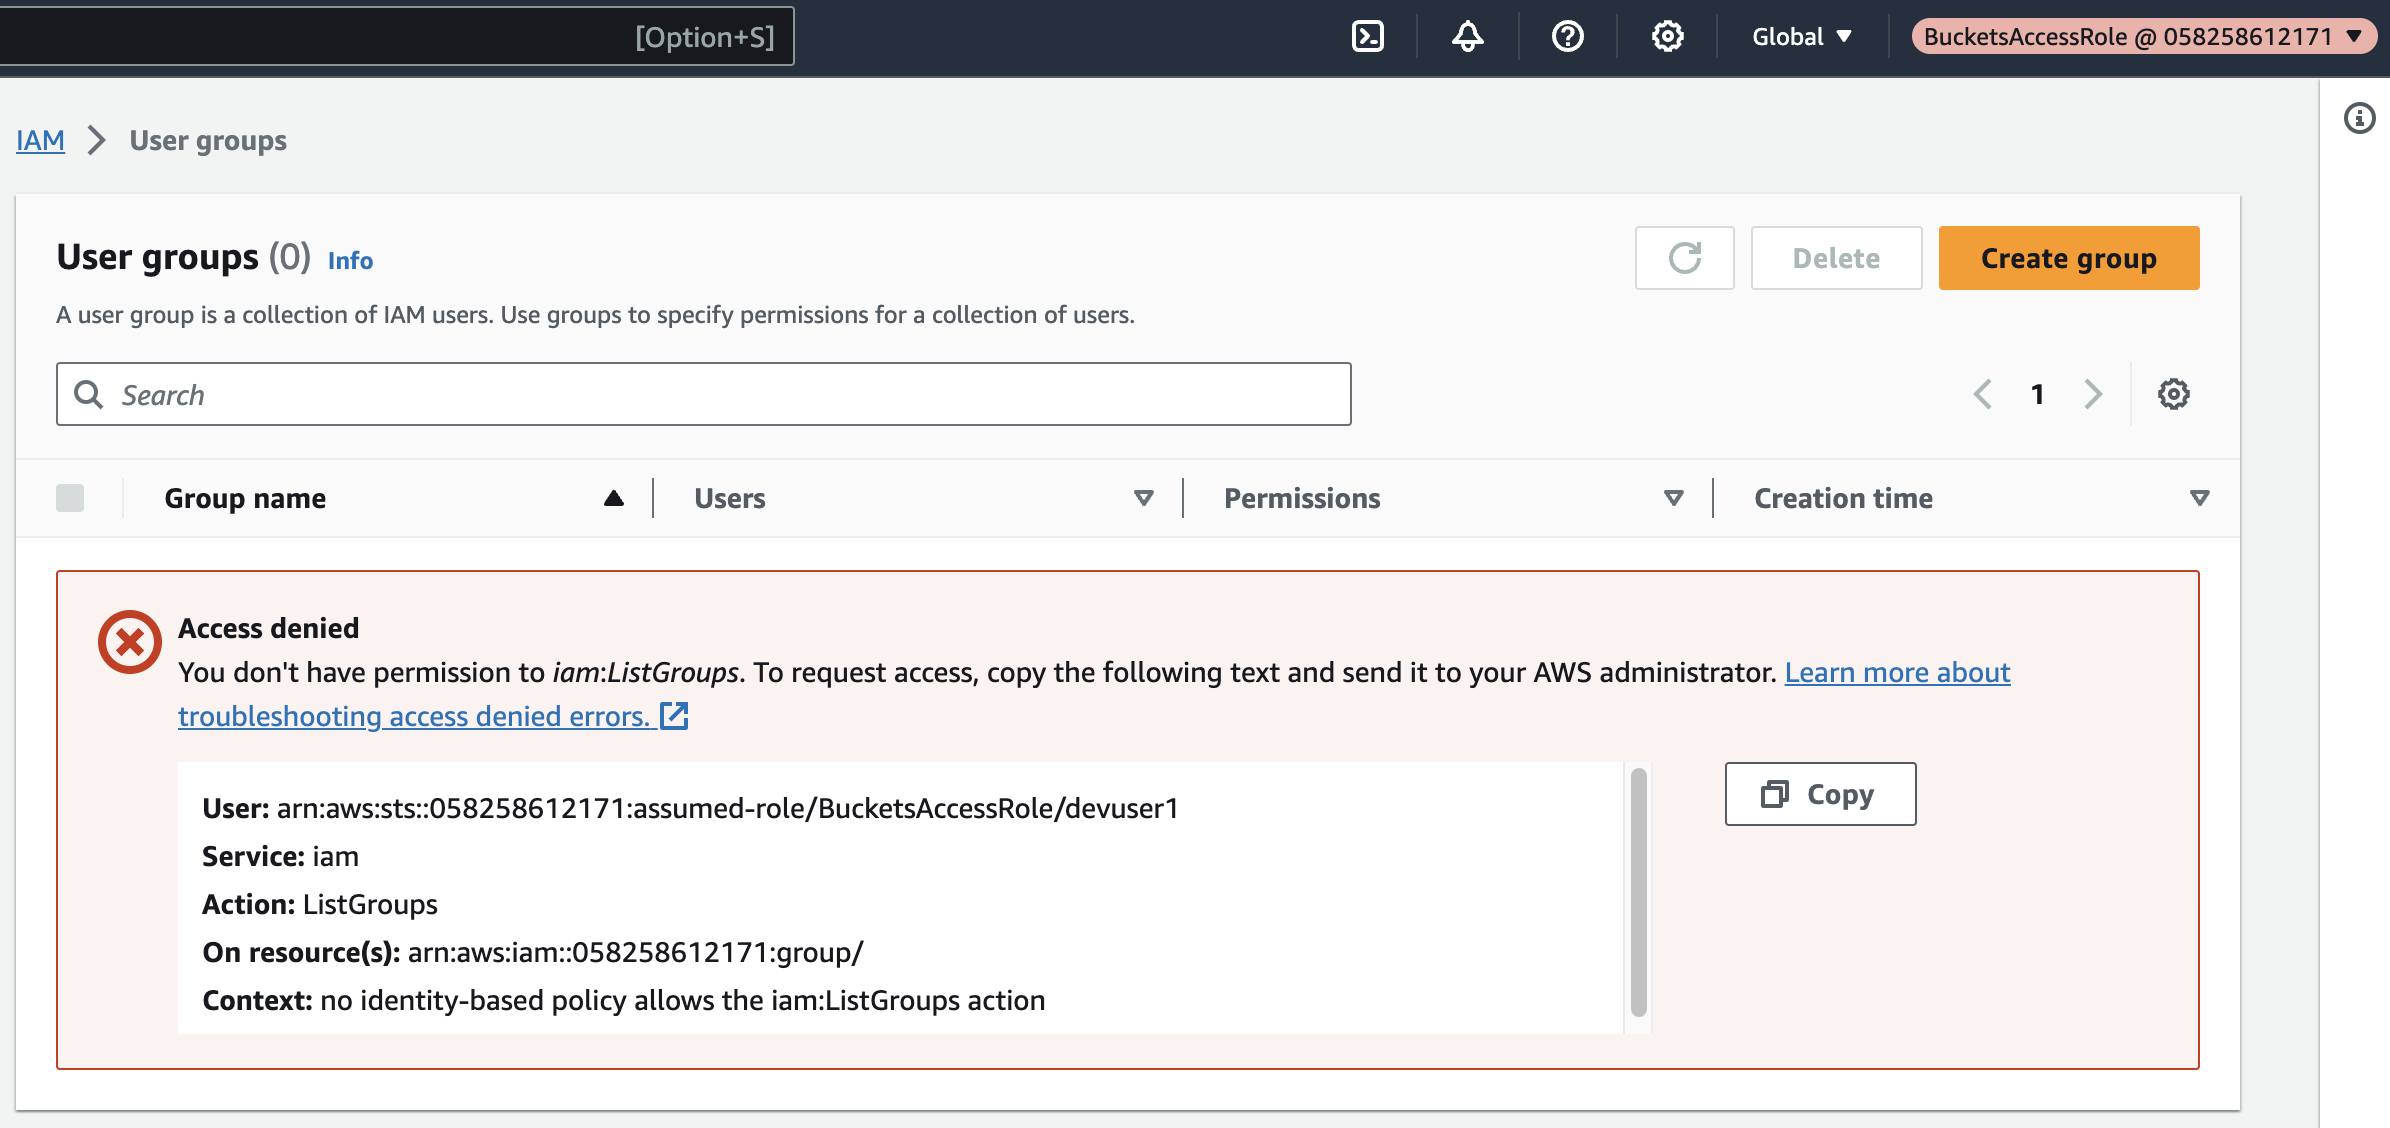 [Option+S]
Global
BucketsAccessRole @ 058258612171
IAM
User groups
User groups (0) Info
Delete
Create group
A user group is a collection of IAM users. Use groups to specify permissions for a collection of users.
Search
1
Group name
Users
Permissions
Creation time
Access denied
You don't have permission to iam:ListGroups. To request access, copy the following text and send it to your AWS administrator. Learn more about
troubleshooting access denied errors.
User: arn:aws:sts::058258612171:assumed-role/BucketsAccessRole/devuser1
Copy
Service: iam
Action: ListGroups
On resource(s): arn:aws:iam::058258612171:group/
Context: no identity-based policy allows the iam:ListGroups action